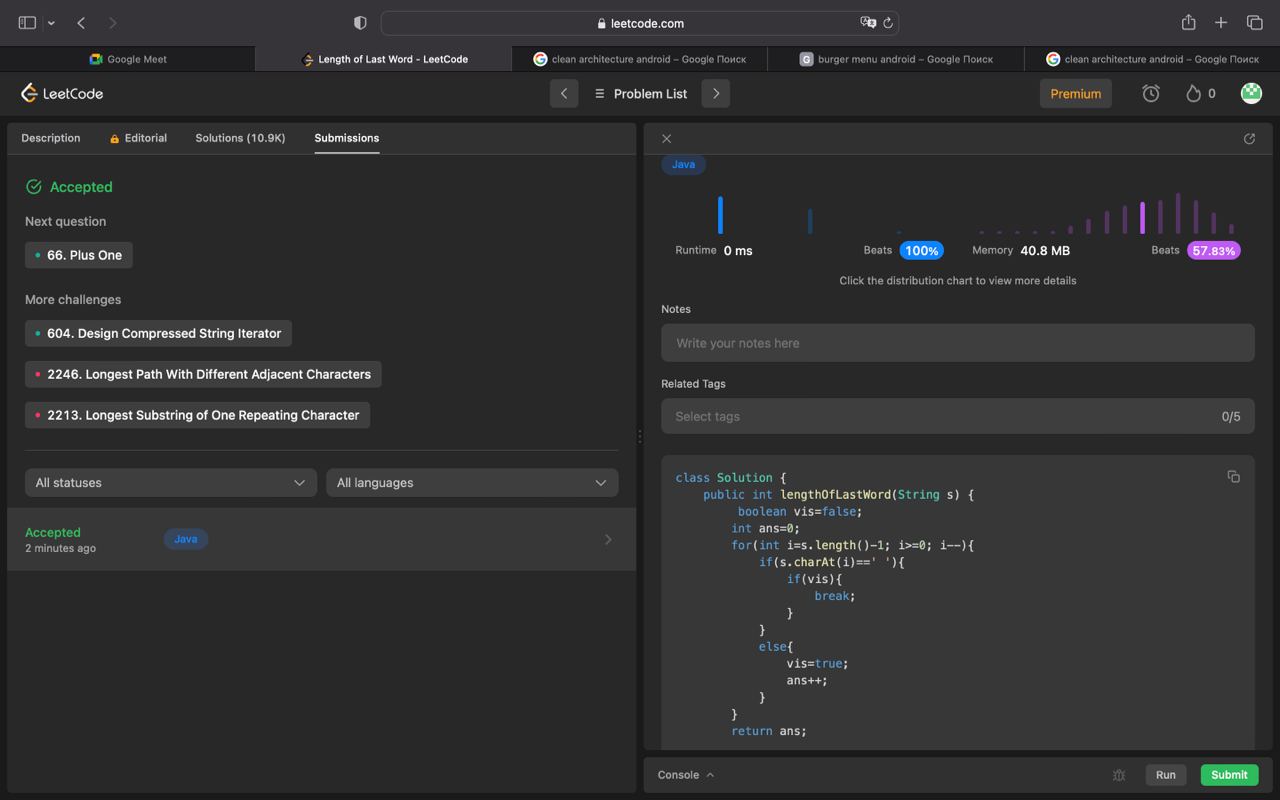 leetcode.com
Google Meet
Length of Last Word - LeetCode
clean architecture android – Google Поиск
G burger menu android – Google Поиск
clean architecture android – Google Поиск
LeetCode
Problem List
Premium
0
Description
Editorial
Solutions (10.9K)
Submissions
Accepted
Next question
66. Plus One
More challenges
604. Design Compressed String Iterator
2246. Longest Path With Different Adjacent Characters
2213. Longest Substring of One Repeating Character
All statuses
All languages
Accepted
2 minutes ago
Java
Java
Runtime 0 ms
Beats 100%
Memory 40.8 MB
Beats 57.83%
Click the distribution chart to view more details
Notes
Write your notes here
Related Tags
Select tags
0/5
class Solution {
    public int lengthOfLastWord(String s) {
         boolean vis=false;
        int ans=0;
        for(int i=s.length()-1; i>=0; i--){
            if(s.charAt(i)==' '){
                if(vis){
                    break;
                }
            }
            else{
                vis=true;
                ans++;
            }
        }
        return ans;
Console
Run
Submit